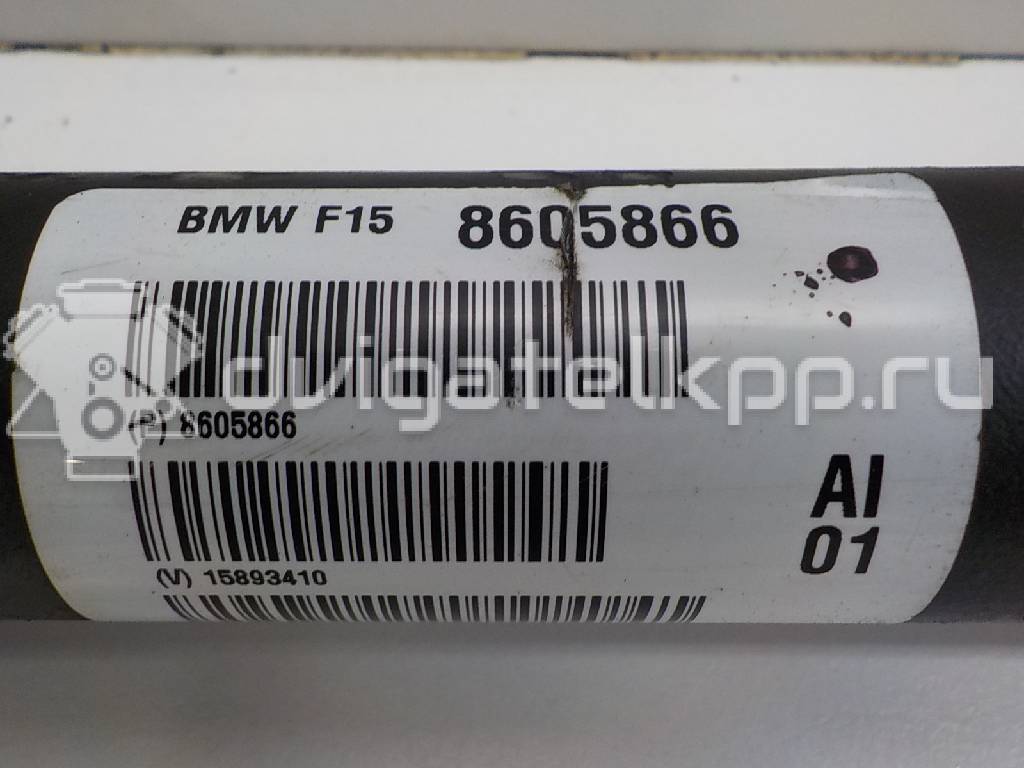 BMW F15 8605866
dvigatelkpp.ru
(P) 8605866
AI
01
(V) 15893410